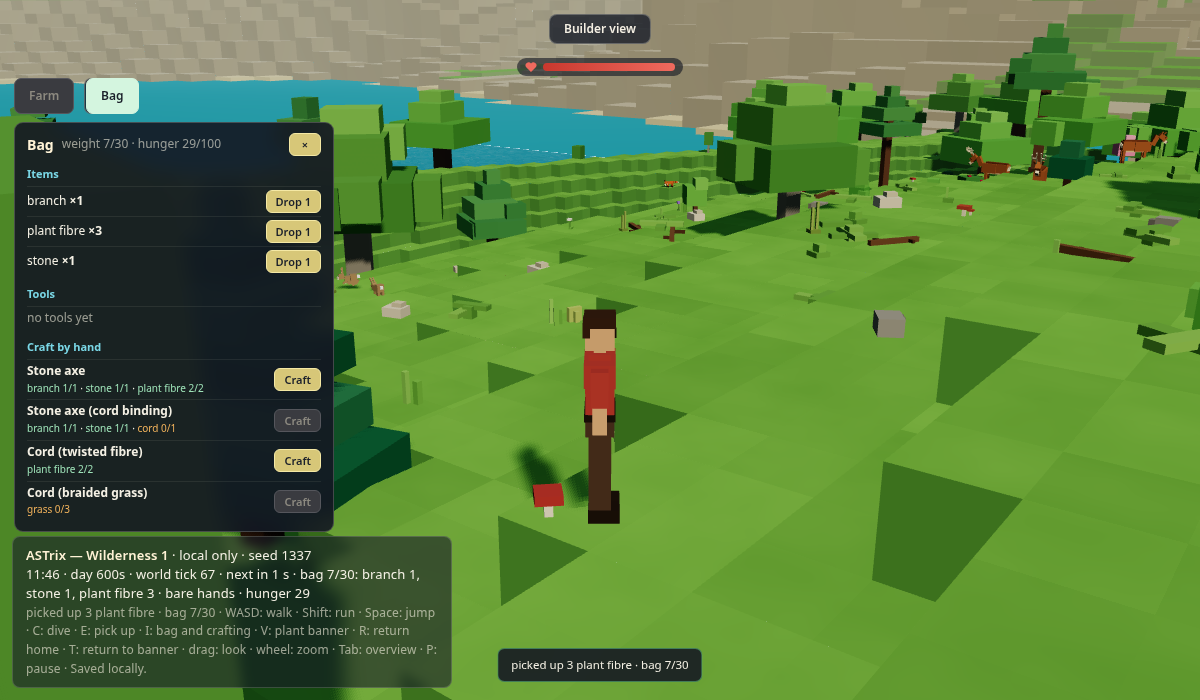 Builder view
Farm
Bag
Bag weight 7/30 · hunger 29/100
×
Items
branch ×1
Drop 1
plant fibre ×3
Drop 1
stone ×1
Drop 1
Tools
no tools yet
Craft by hand
Stone axe
branch 1/1 · stone 1/1 · plant fibre 2/2
Craft
Stone axe (cord binding)
branch 1/1 · stone 1/1 · cord 0/1
Craft
Cord (twisted fibre)
plant fibre 2/2
Craft
Cord (braided grass)
grass 0/3
Craft
ASTrix — Wilderness 1 · local only · seed 1337
11:46 · day 600s · world tick 67 · next in 1 s · bag 7/30: branch 1,
stone 1, plant fibre 3 · bare hands · hunger 29
picked up 3 plant fibre · bag 7/30 · WASD: walk · Shift: run · Space: jump
· C: dive · E: pick up · I: bag and crafting · V: plant banner · R: return
home · T: return to banner · drag: look · wheel: zoom · Tab: overview · P:
pause · Saved locally.
picked up 3 plant fibre · bag 7/30